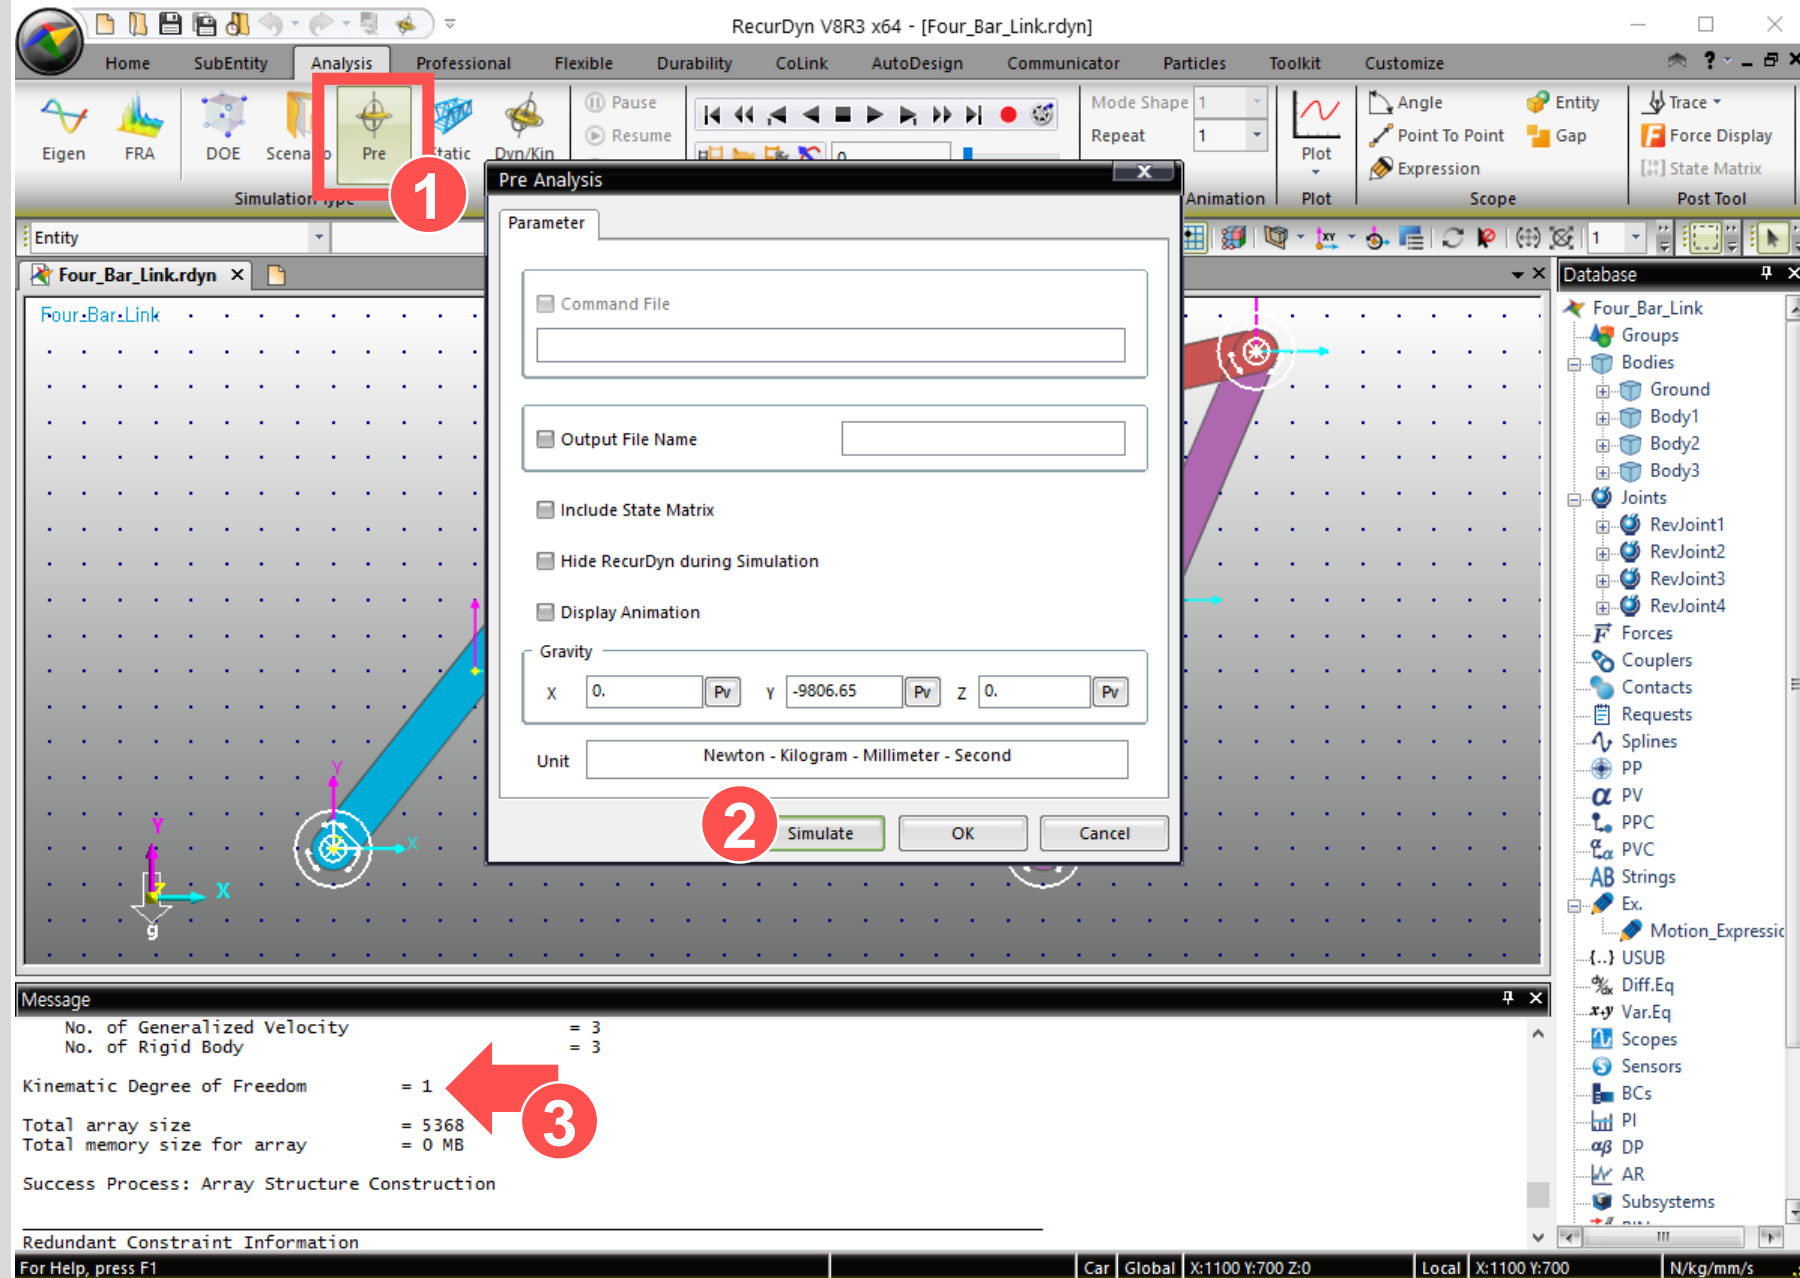 RecurDyn V8R3 x64 - [Four_Bar_Link.rdyn]
Home SubEntity Analysis Professional Flexible Durability CoLink AutoDesign Communicator Particles Toolkit Customize
Eigen FRA DOE Pre Dyn/Kin
Pause
Resume
0
Mode Shape 1
Repeat 1
Plot
Angle
Point To Point
Expression
Entity
Gap
Trace
Force Display
State Matrix
Animation Plot Scope Post Tool
1
Entity
1
Four_Bar_Link.rdyn
Four_Bar_Link
Y
X
Y
X
Z
g
Pre Analysis
Parameter
Command File
Output File Name
Include State Matrix
Hide RecurDyn during Simulation
Display Animation
Gravity
X 0. Pv Y -9806.65 Pv Z 0. Pv
Unit Newton - Kilogram - Millimeter - Second
2
Simulate OK Cancel
Database
Four_Bar_Link
Groups
Bodies
Ground
Body1
Body2
Body3
Joints
RevJoint1
RevJoint2
RevJoint3
RevJoint4
Forces
Couplers
Contacts
Requests
Splines
PP
PV
PPC
PVC
Strings
Ex.
USUB
Diff.Eq
Var.Eq
Scopes
Sensors
BCs
PI
DP
AR
Subsystems
Message
No. of Generalized Velocity = 3
No. of Rigid Body = 3
Kinematic Degree of Freedom = 1
3
Total array size = 5368
Total memory size for array = 0 MB
Success Process: Array Structure Construction
Redundant Constraint Information
For Help, press F1
Car Global X:1100 Y:700 Z:0 Local X:1100 Y:700 N/kg/mm/s